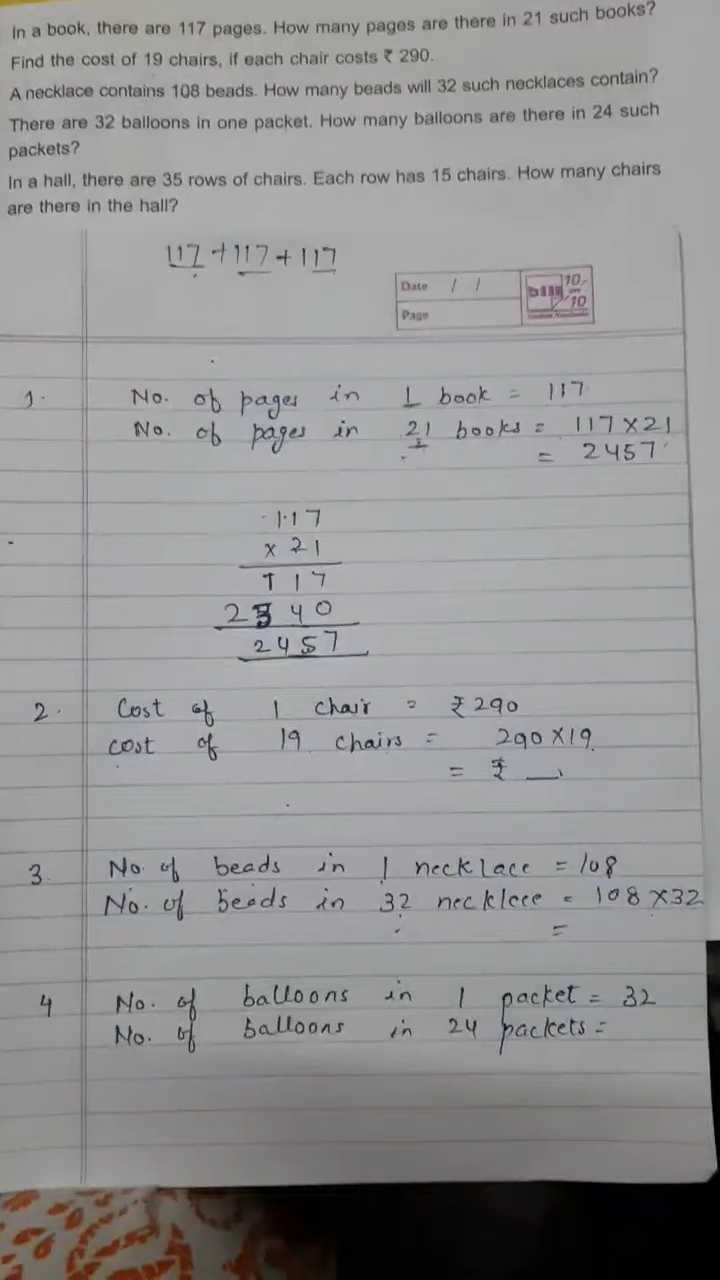 In a book, there are 117 pages. How many pages are there in 21 such books?
Find the cost of 19 chairs, if each chair costs ₹ 290.
A necklace contains 108 beads. How many beads will 32 such necklaces contain?
There are 32 balloons in one packet. How many balloons are there in 24 such
packets?
In a hall, there are 35 rows of chairs. Each row has 15 chairs. How many chairs
are there in the hall?
117 + 117 + 117
Date / /
Page
10
10
1. No. of pages in 1 book = 117
No. of pages in 21 books = 117 × 21
= 2457
117
× 21
117
2340
2457
2. Cost of 1 chair = ₹ 290
cost of 19 chairs = 290 × 19
= ₹ __
3. No. of beads in 1 necklace = 108
No. of beads in 32 necklece = 108 × 32
=
4 No. of balloons in 1 packet = 32
No. of balloons in 24 packets =